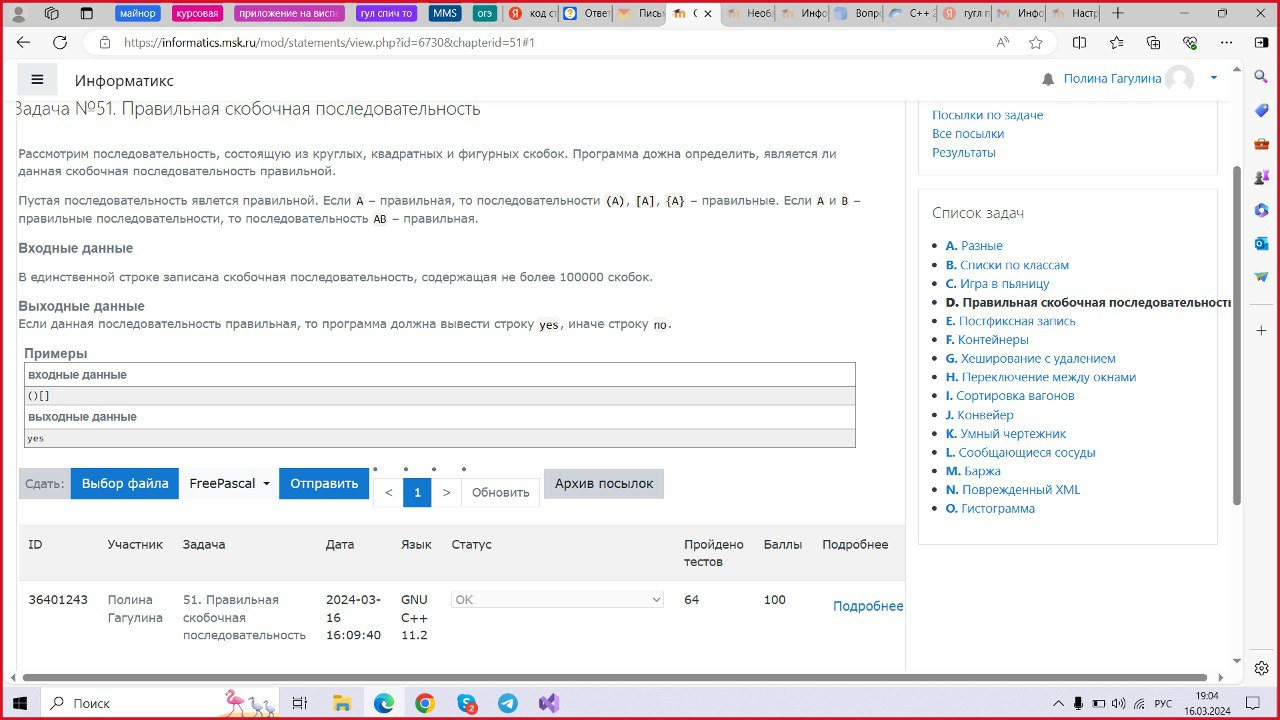 майнор
курсовая
приложение на виспе
гул спич то
MMS
огэ
код с
Отве
Пись
С
Необ
Инфо
Вопр
C++
гугл п
Инфо
Настр
https://informatics.msk.ru/mod/statements/view.php?id=6730&chapterid=51#1
Информатикс
Полина Гагулина
Задача №51. Правильная скобочная последовательность
Рассмотрим последовательность, состоящую из круглых, квадратных и фигурных скобок. Программа дожна определить, является ли
данная скобочная последовательность правильной.
Пустая последовательность явлется правильной. Если A – правильная, то последовательности (A), [A], {A} – правильные. Если A и B –
правильные последовательности, то последовательность AB – правильная.
Входные данные
В единственной строке записана скобочная последовательность, содержащая не более 100000 скобок.
Выходные данные
Если данная последовательность правильная, то программа должна вывести строку yes, иначе строку no.
Примеры
входные данные
()[]
выходные данные
yes
Сдать:
Выбор файла
FreePascal
Отправить
<
1
>
Обновить
Архив посылок
ID Участник Задача Дата Язык Статус Пройдено Баллы Подробнее
тестов
36401243 Полина 51. Правильная 2024-03- GNU OK 64 100 Подробнее
Гагулина скобочная 16 C++
последовательность 16:09:40 11.2
Посылки по задаче
Все посылки
Результаты
Список задач
A. Разные
B. Списки по классам
C. Игра в пьяницу
D. Правильная скобочная последовательность
E. Постфиксная запись
F. Контейнеры
G. Хеширование с удалением
H. Переключение между окнами
I. Сортировка вагонов
J. Конвейер
K. Умный чертежник
L. Сообщающиеся сосуды
M. Баржа
N. Поврежденный XML
O. Гистограмма
Поиск
2
РУС
19:04
16.03.2024